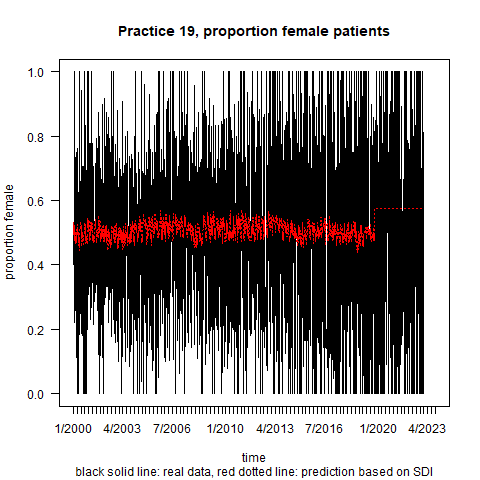 Practice 19, proportion female patients
proportion female
1.0
0.8
0.6
0.4
0.2
0.0
1/2000 4/2003 7/2006 1/2010 4/2013 7/2016 1/2020 4/2023
time
black solid line: real data, red dotted line: prediction based on SDI